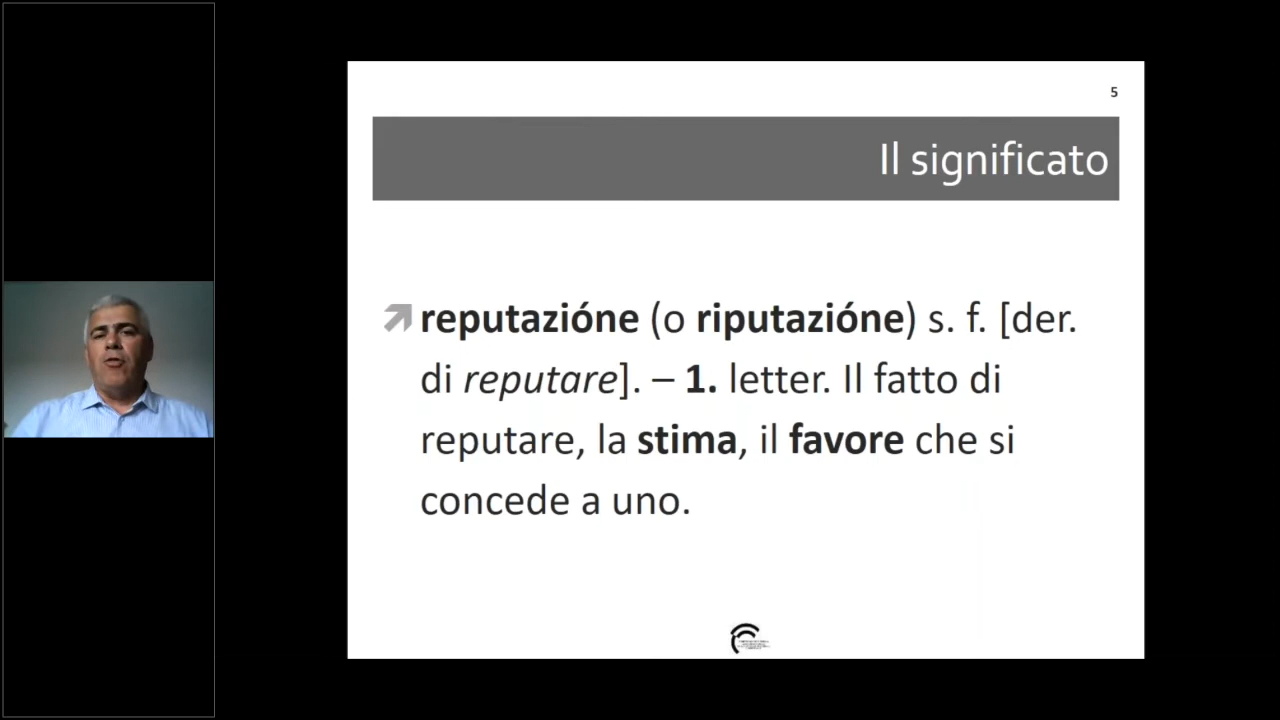 5
Il significato
reputazióne (o riputazióne) s. f. [der.
di reputare]. – 1. letter. Il fatto di
reputare, la stima, il favore che si
concede a uno.